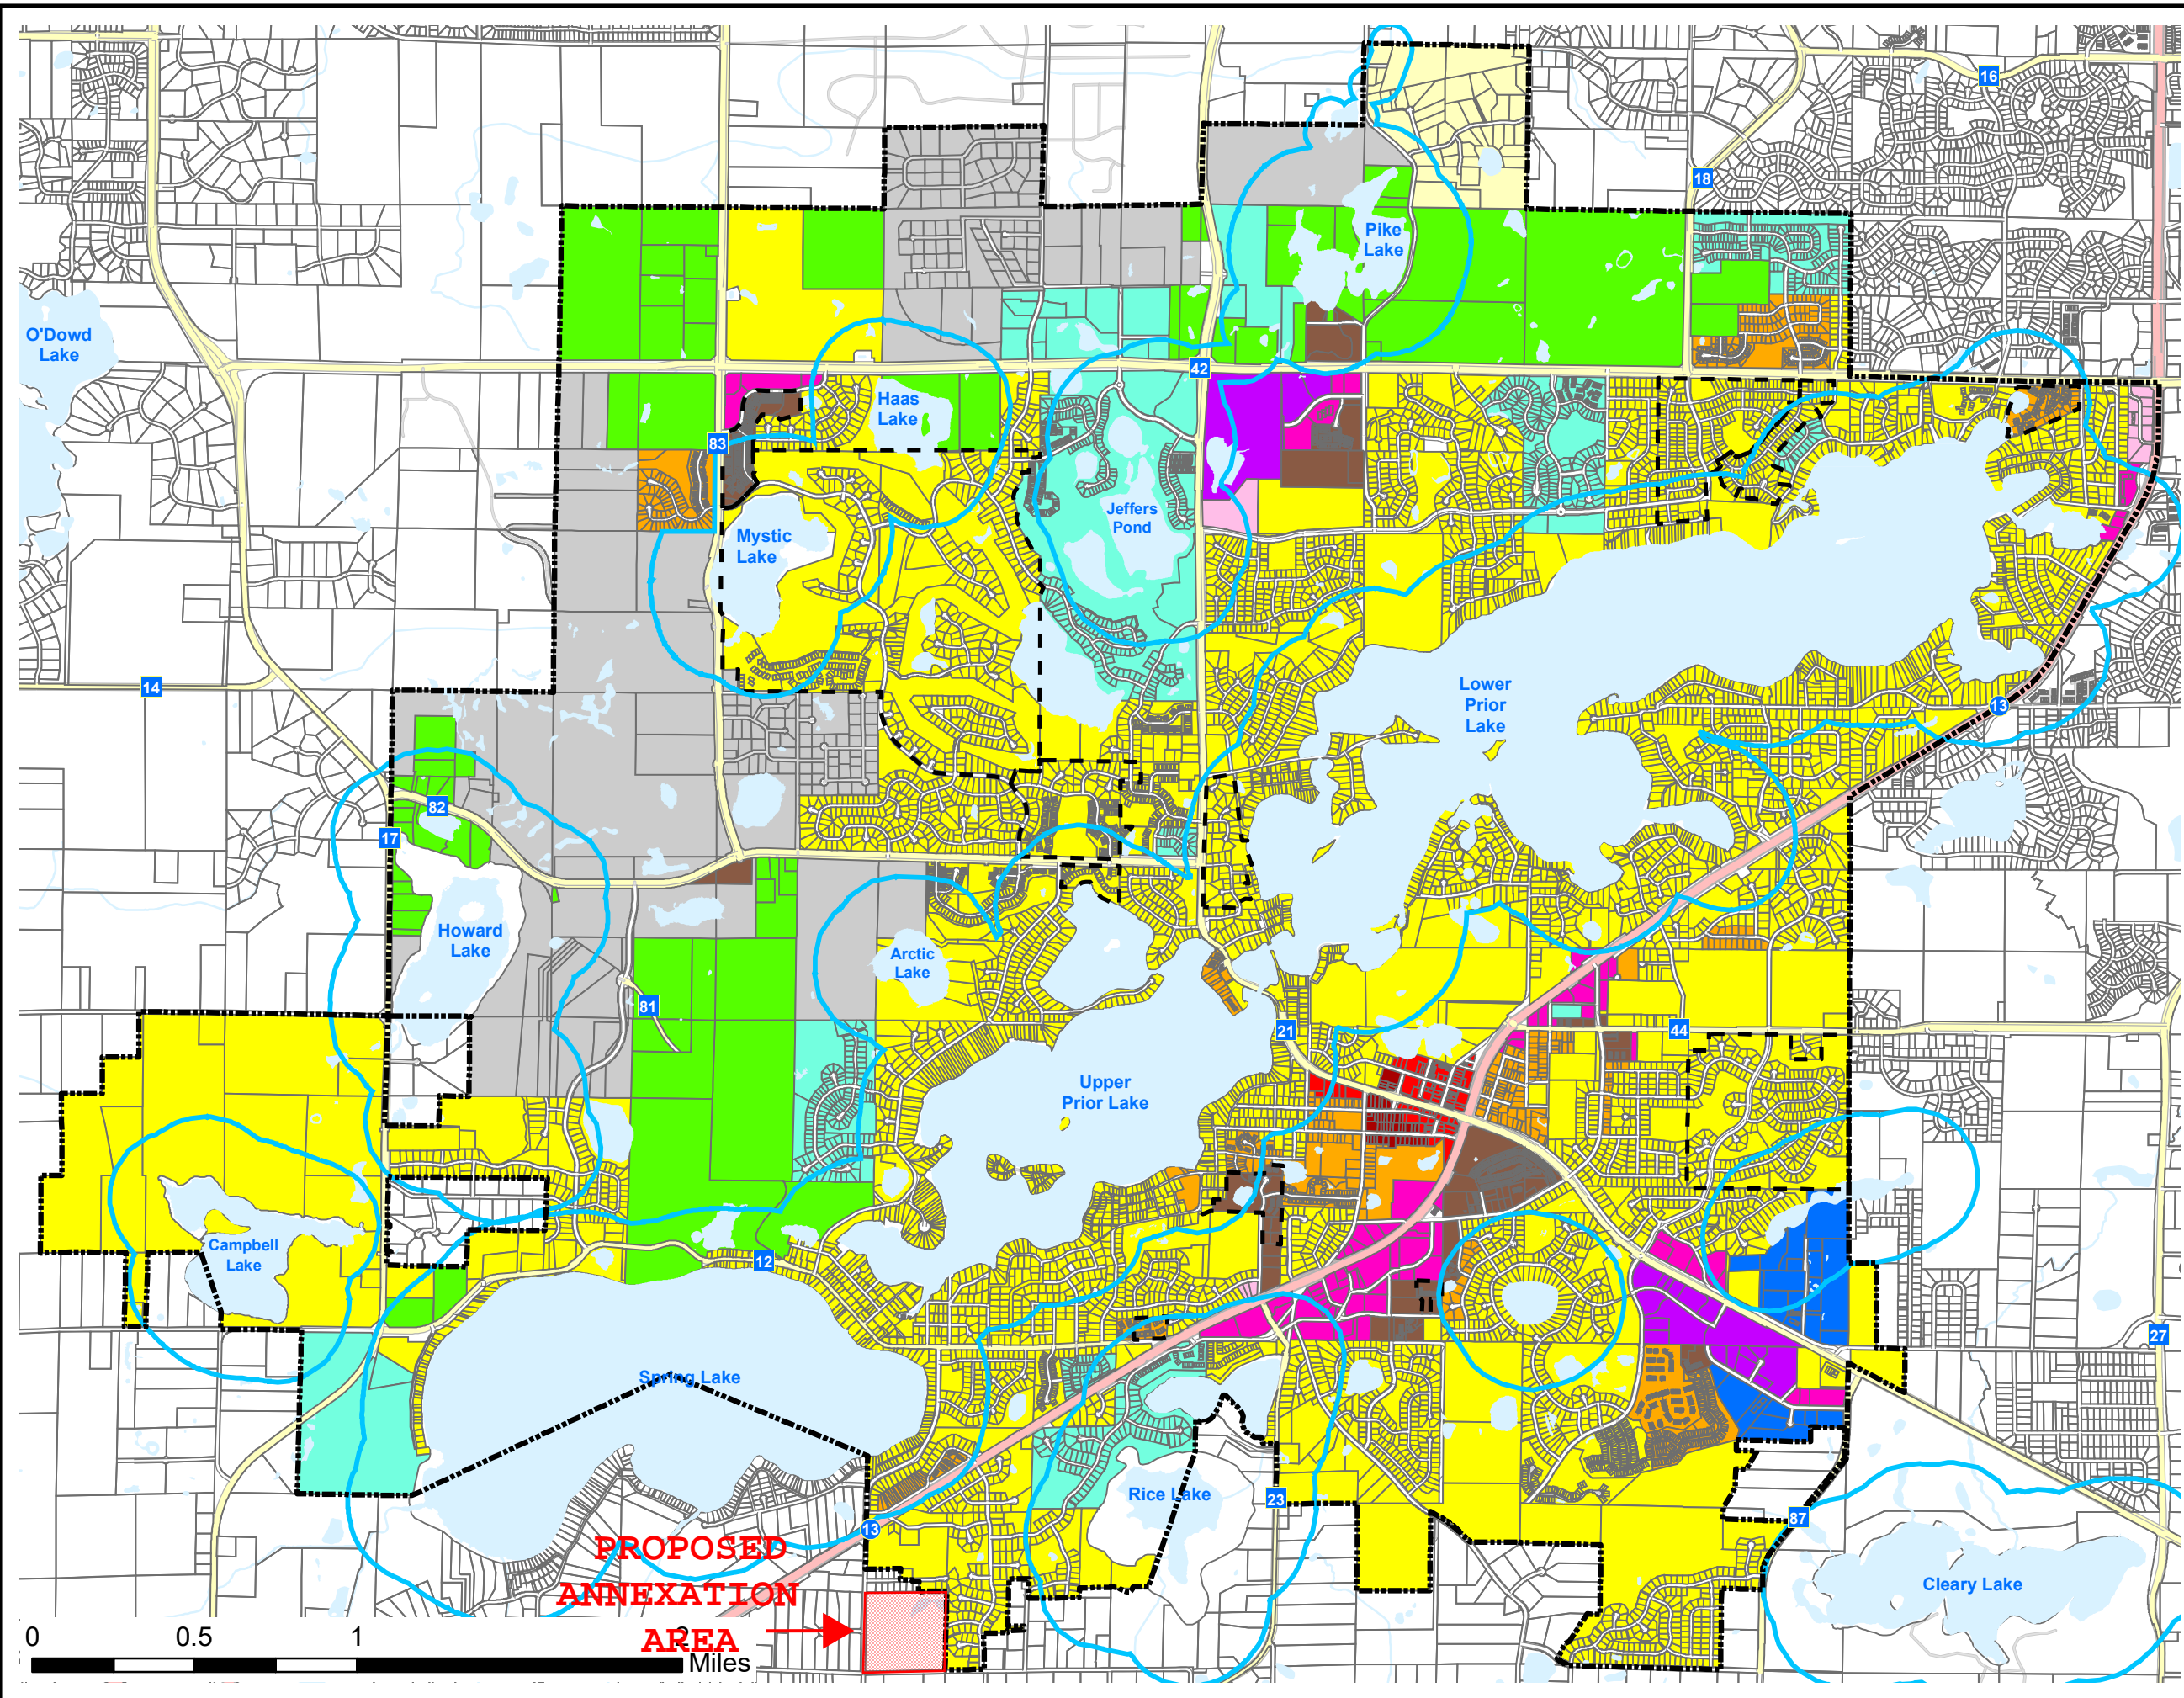 16
18
Pike
Lake
O'Dowd
Lake
42
Haas
Lake
83
Jeffers
Pond
Mystic
Lake
14
Lower
Prior
Lake
13
82
17
Howard
Lake
Arctic
Lake
81
21
44
Upper
Prior Lake
Campbell
Lake
12
27
Spring Lake
Rice Lake
23
13
87
PROPOSED
ANNEXATION
AREA
Cleary Lake
0 0.5 1 2
Miles